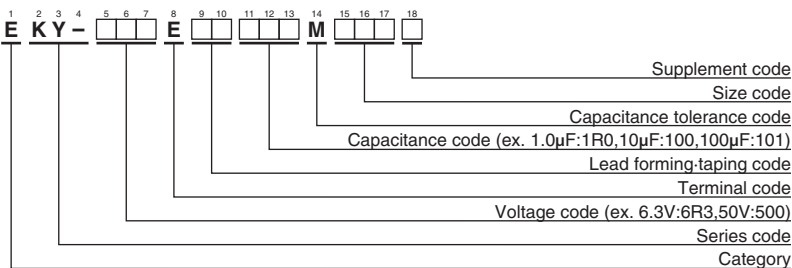 1 2 3 4 5 6 7 8 9 10 11 12 13 14 15 16 17 18
E K Y – E M
Supplement code
Size code
Capacitance tolerance code
Capacitance code (ex. 1.0μF:1R0,10μF:100,100μF:101)
Lead forming·taping code
Terminal code
Voltage code (ex. 6.3V:6R3,50V:500)
Series code
Category